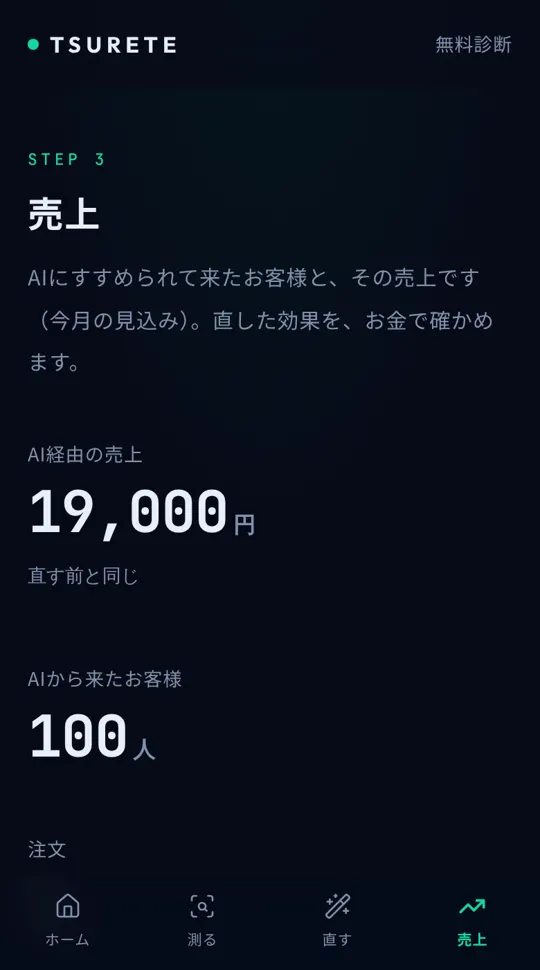 TSURETE
無料診断
STEP 3
売上
AIにすすめられて来たお客様と、その売上です
（今月の見込み）。直した効果を、お金で確かめ
ます。
AI経由の売上
19,000円
直す前と同じ
AIから来たお客様
100人
注文
ホーム
測る
直す
売上